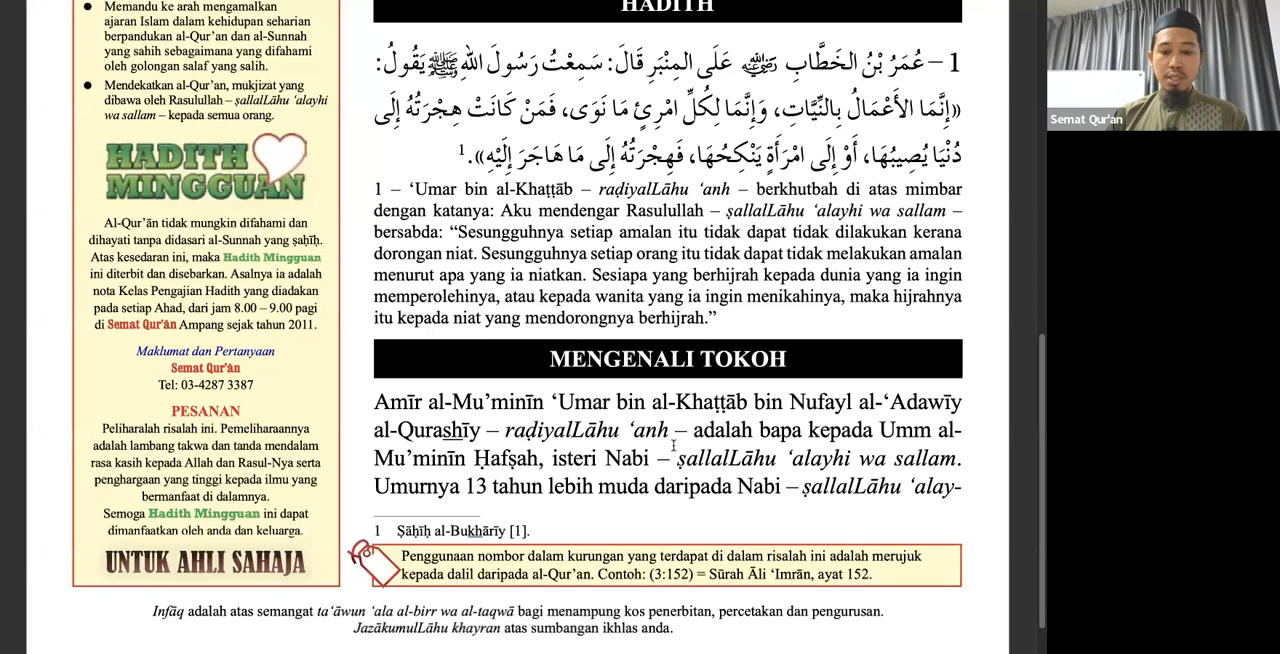 ● Memandu ke arah mengamalkan
ajaran Islam dalam kehidupan seharian
berpandukan al-Qur’an dan al-Sunnah
yang sahih sebagaimana yang difahami
oleh golongan salaf yang salih.
● Mendekatkan al-Qur’an, mukjizat yang
dibawa oleh Rasulullah – ṣallalLāhu ‘alayhi
wa sallam – kepada semua orang.
HADITH
MINGGUAN
Al-Qur’ān tidak mungkin difahami dan
dihayati tanpa didasari al-Sunnah yang ṣaḥīḥ.
Atas kesedaran ini, maka Hadith Mingguan
ini diterbit dan disebarkan. Asalnya ia adalah
nota Kelas Pengajian Hadith yang diadakan
pada setiap Ahad, dari jam 8.00 – 9.00 pagi
di Semat Qur’ān Ampang sejak tahun 2011.
Maklumat dan Pertanyaan
Semat Qur’ān
Tel: 03-4287 3387
PESANAN
Peliharalah risalah ini. Pemeliharaannya
adalah lambang takwa dan tanda mendalam
rasa kasih kepada Allah dan Rasul-Nya serta
penghargaan yang tinggi kepada ilmu yang
bermanfaat di dalamnya.
Semoga Hadith Mingguan ini dapat
dimanfaatkan oleh anda dan keluarga.
UNTUK AHLI SAHAJA
HADITH
1 – عُمَرُ بْنُ الخَطَّابِ رضي الله عنه عَلَى المِنْبَرِ قَالَ: سَمِعْتُ رَسُولَ اللهِ ﷺ يَقُولُ:
«إِنَّمَا الأَعْمَالُ بِالنِّيَّاتِ، وَإِنَّمَا لِكُلِّ امْرِئٍ مَا نَوَى، فَمَنْ كَانَتْ هِجْرَتُهُ إِلَى
دُنْيَا يُصِيبُهَا، أَوْ إِلَى امْرَأَةٍ يَنْكِحُهَا، فَهِجْرَتُهُ إِلَى مَا هَاجَرَ إِلَيْهِ».1
1 – ‘Umar bin al-Khaṭṭāb – raḍiyalLāhu ‘anh – berkhutbah di atas mimbar
dengan katanya: Aku mendengar Rasulullah – ṣallalLāhu ‘alayhi wa sallam –
bersabda: “Sesungguhnya setiap amalan itu tidak dapat tidak dilakukan kerana
dorongan niat. Sesungguhnya setiap orang itu tidak dapat tidak melakukan amalan
menurut apa yang ia niatkan. Sesiapa yang berhijrah kepada dunia yang ia ingin
memperolehinya, atau kepada wanita yang ia ingin menikahinya, maka hijrahnya
itu kepada niat yang mendorongnya berhijrah.”
MENGENALI TOKOH
Amīr al-Mu’minīn ‘Umar bin al-Khaṭṭāb bin Nufayl al-‘Adawīy
al-Qurashīy – raḍiyalLāhu ‘anh – adalah bapa kepada Umm al-
Mu’minīn Ḥafṣah, isteri Nabi – ṣallalLāhu ‘alayhi wa sallam.
Umurnya 13 tahun lebih muda daripada Nabi – ṣallalLāhu ‘alay-
1 Ṣāḥīḥ al-Bukhārīy [1].
Penggunaan nombor dalam kurungan yang terdapat di dalam risalah ini adalah merujuk
kepada dalil daripada al-Qur’an. Contoh: (3:152) = Sūrah Āli ‘Imrān, ayat 152.
Infāq adalah atas semangat ta‘āwun ‘ala al-birr wa al-taqwā bagi menampung kos penerbitan, percetakan dan pengurusan.
JazākumulLāhu khayran atas sumbangan ikhlas anda.
Semat Qur'an